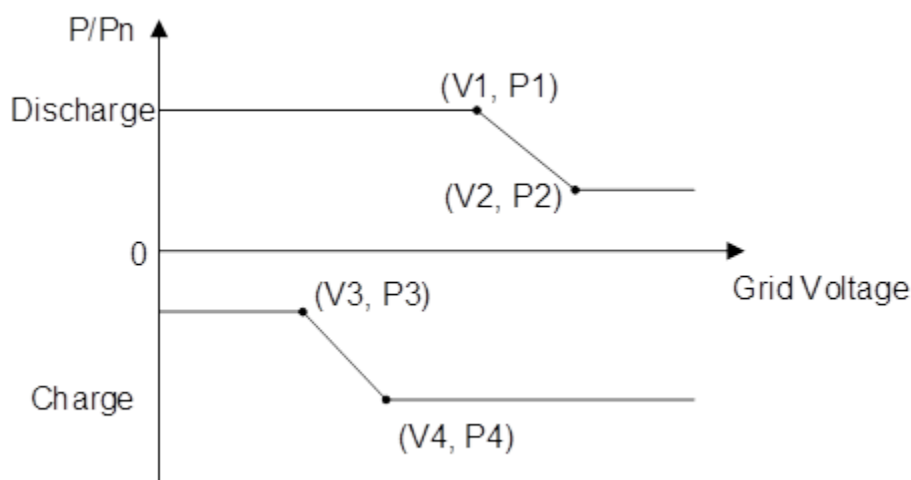 P/Pn
(V1, P1)
Discharge
(V2, P2)
0
Grid Voltage
(V3, P3)
Charge
(V4, P4)